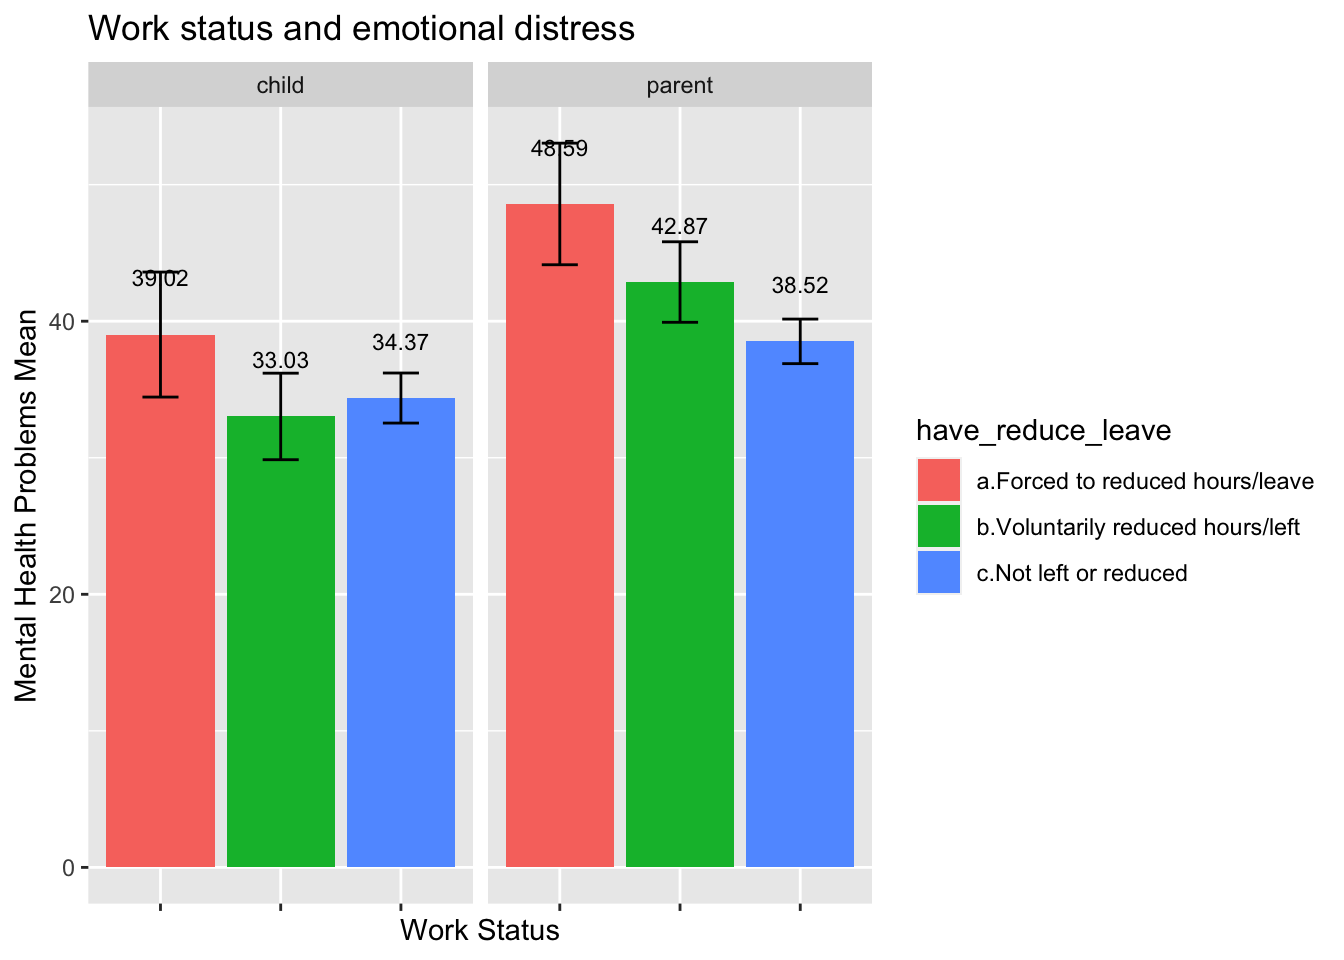 Work status and emotional distress
child
parent
48.59
42.87
39.02
38.52
34.37
33.03
Mental Health Problems Mean
40
20
0
Work Status
have_reduce_leave
a.Forced to reduced hours/leave
b.Voluntarily reduced hours/left
c.Not left or reduced